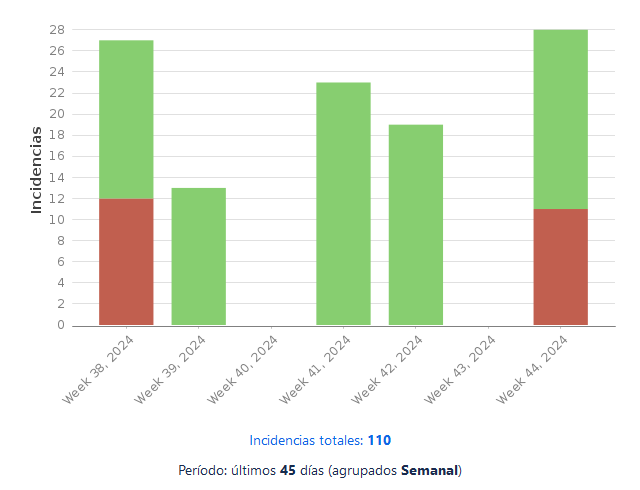 28
26
24
22
20
18
16
14
12
10
8
6
4
2
0
Incidencias
Week 38, 2024
Week 39, 2024
Week 40, 2024
Week 41, 2024
Week 42, 2024
Week 43, 2024
Week 44, 2024
Incidencias totales: 110
Período: últimos 45 días (agrupados Semanal)